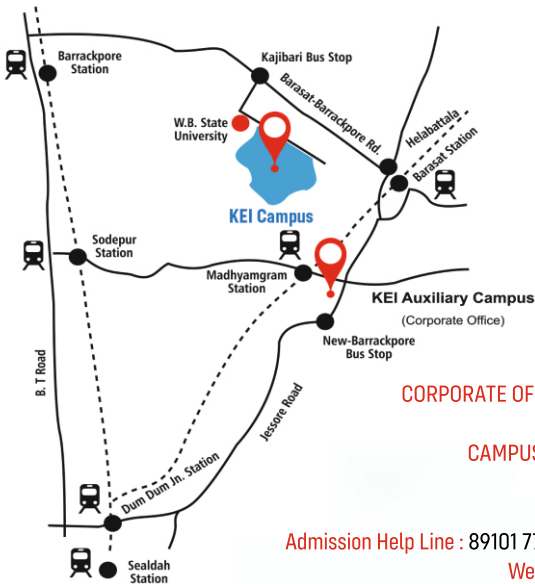 Barrackpore
Station
Kajibari Bus Stop
Barasat-Barrackpore Rd.
W.B. State
University
Helabattala
Barasat Station
KEI Campus
Sodepur
Station
Madhyamgram
Station
KEI Auxiliary Campus
(Corporate Office)
New-Barrackpore
Bus Stop
B. T Road
Jessore Road
CORPORATE OF
CAMPUS
Dum Dum Jn. Station
Admission Help Line : 89101 77
We
Sealdah
Station